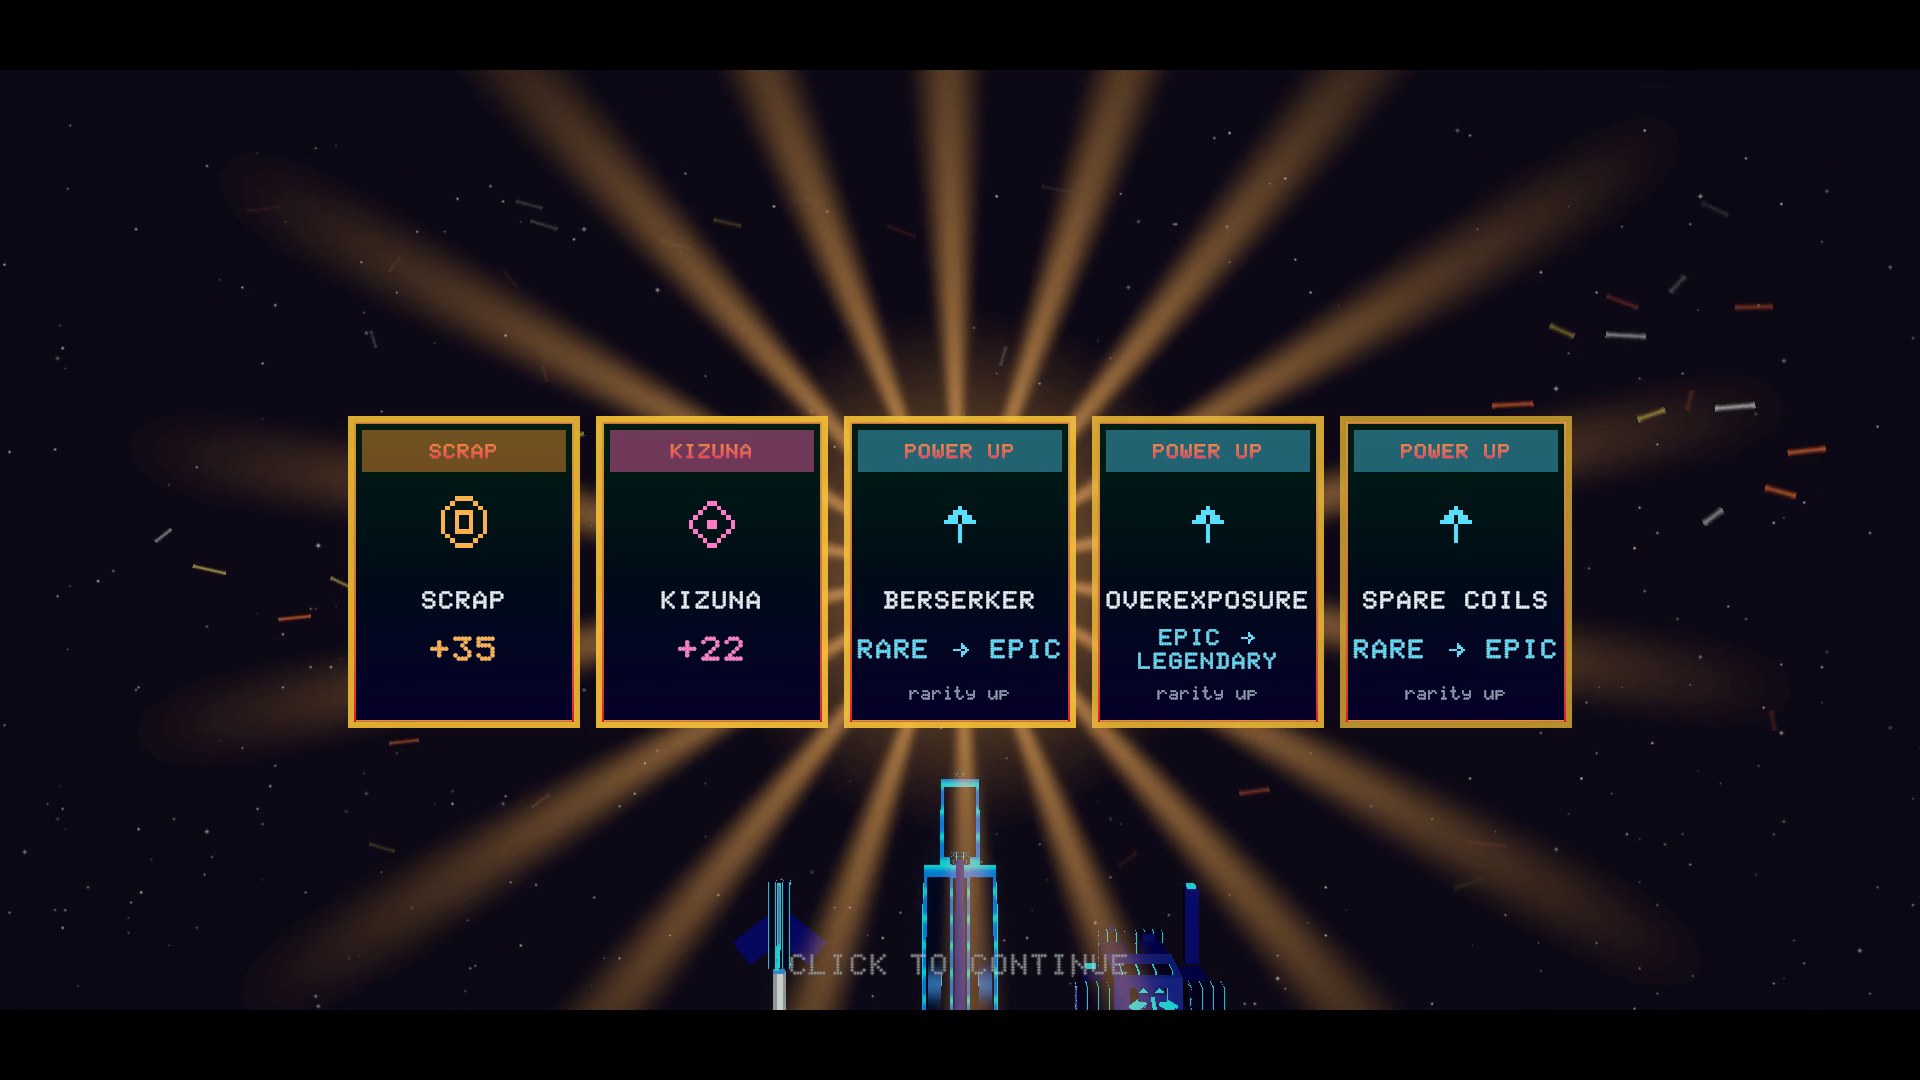 SCRAP
SCRAP
+35
KIZUNA
KIZUNA
+22
POWER UP
BERSERKER
RARE → EPIC
rarity up
POWER UP
OVEREXPOSURE
EPIC →
LEGENDARY
rarity up
POWER UP
SPARE COILS
RARE → EPIC
rarity up
CLICK TO CONTINUE